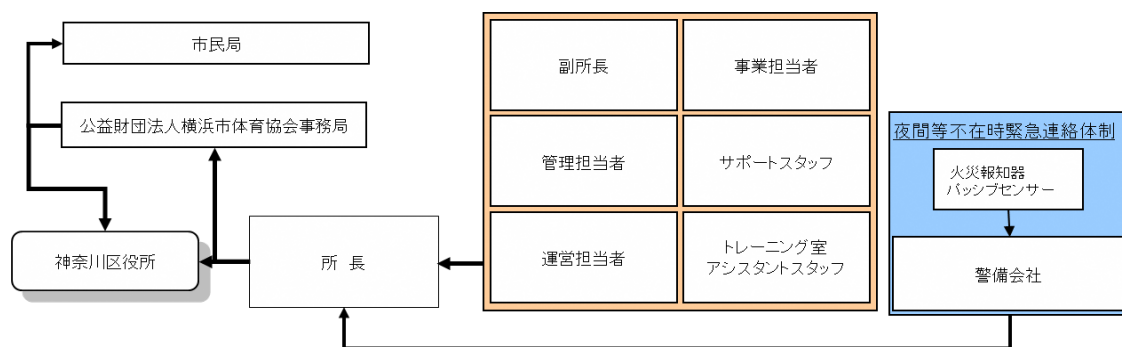 市民局
公益財団法人横浜市体育協会事務局
神奈川区役所
所 長
副所長
事業担当者
管理担当者
サポートスタッフ
運営担当者
トレーニング室
アシスタントスタッフ
夜間等不在時緊急連絡体制
火災報知器
パッシブセンサー
警備会社